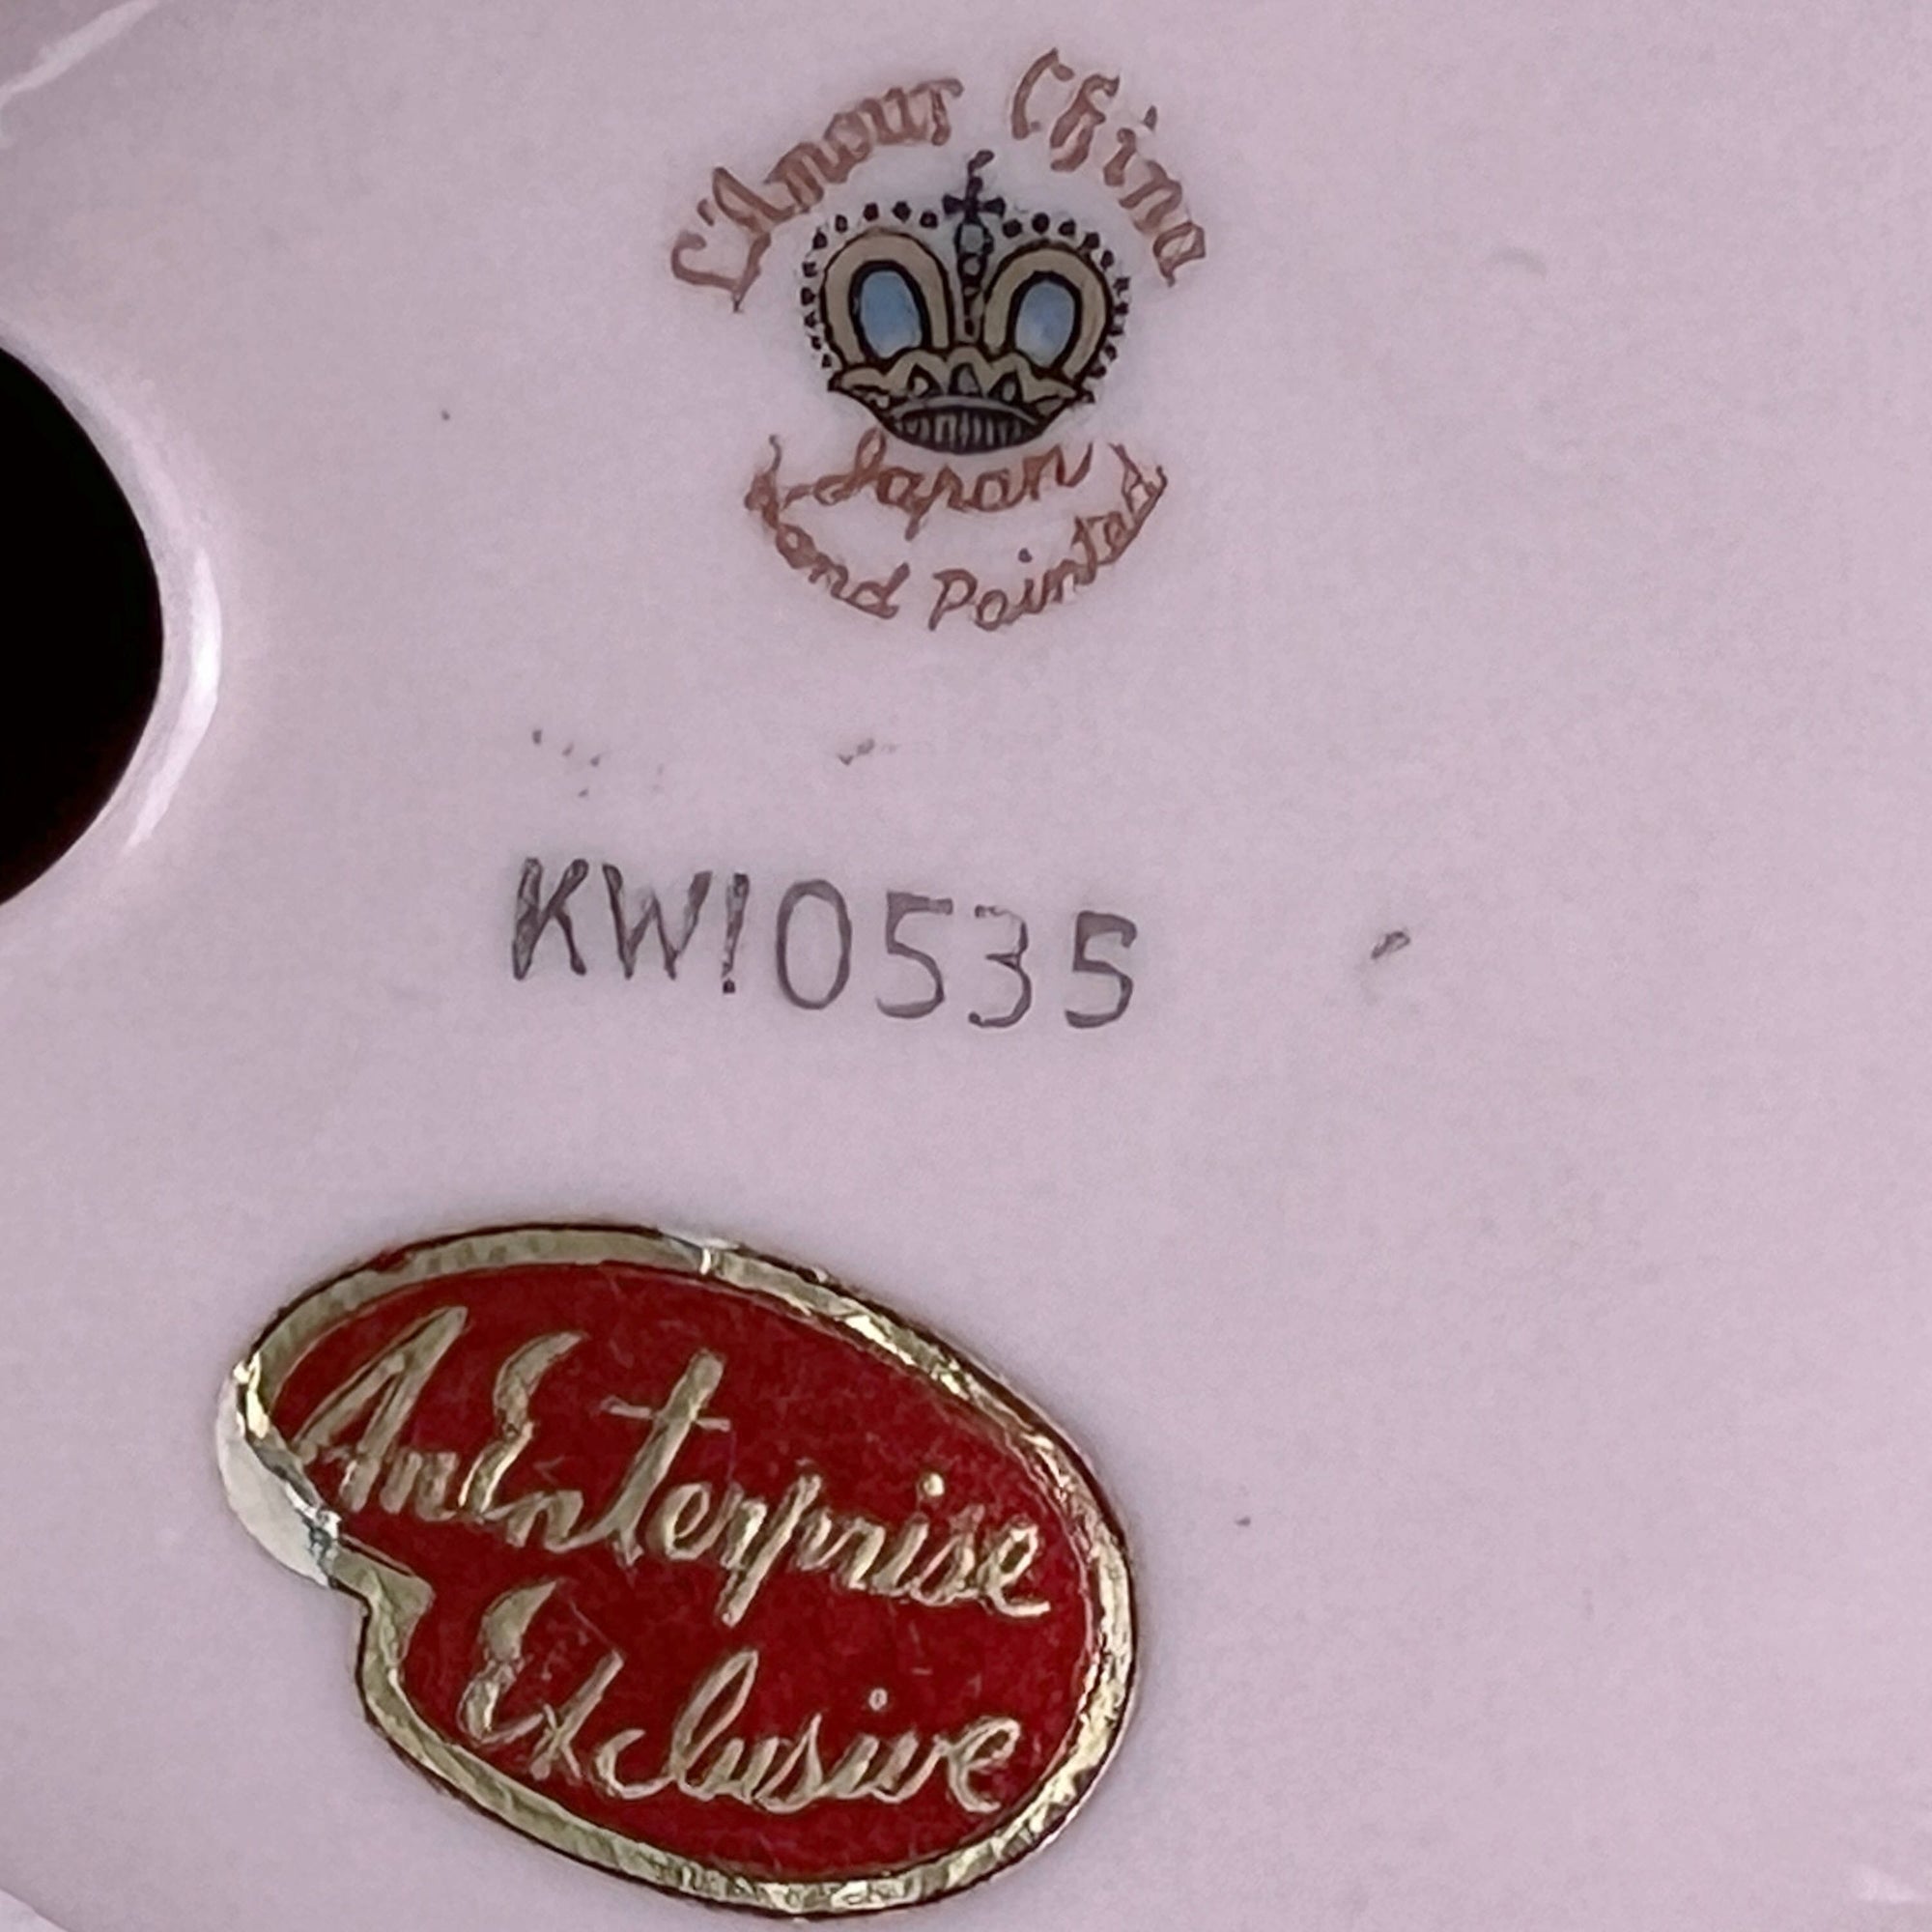 L'Amour China
Japan
Hand Painted
KW10535
An Enterprise
Exclusive